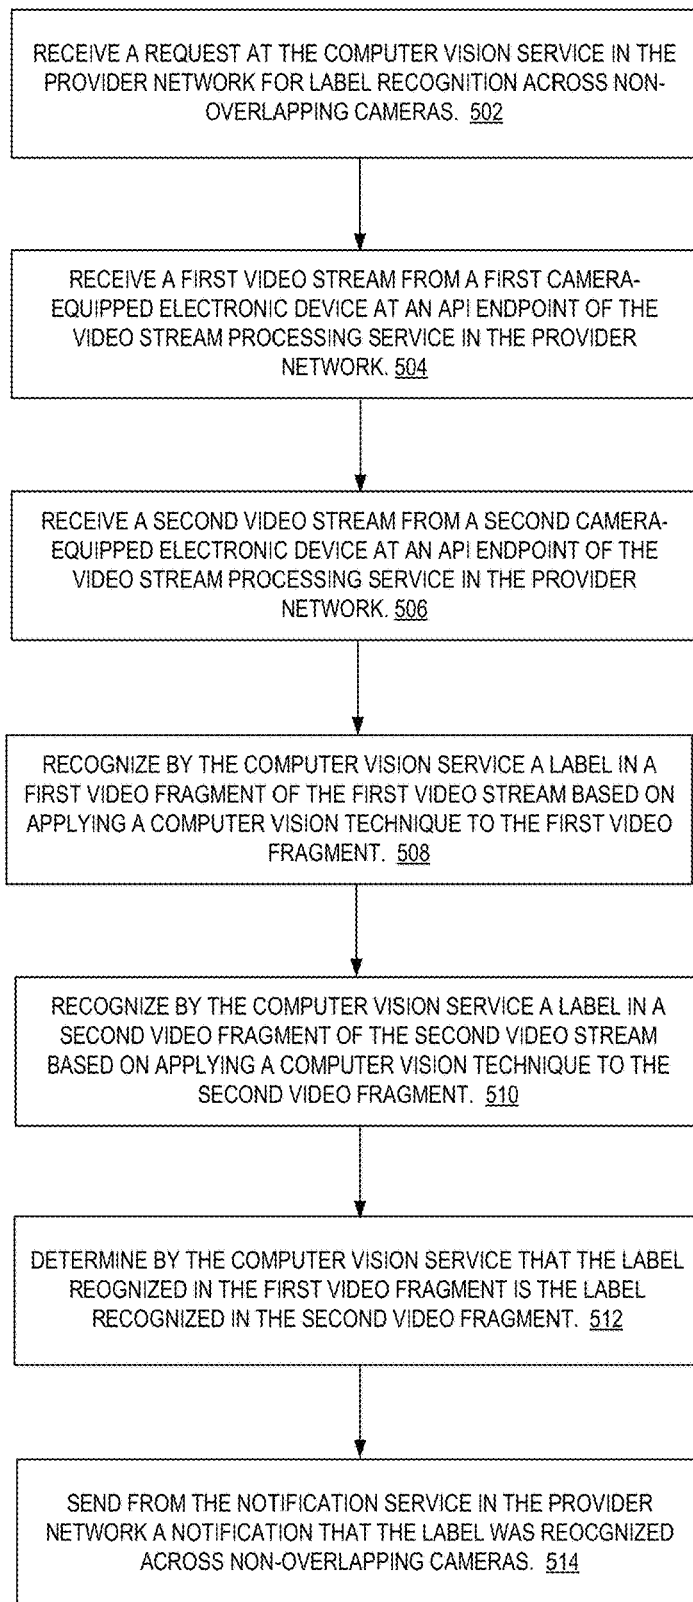 RECEIVE A REQUEST AT THE COMPUTER VISION SERVICE IN THE
PROVIDER NETWORK FOR LABEL RECOGNITION ACROSS NON-
OVERLAPPING CAMERAS. 502
RECEIVE A FIRST VIDEO STREAM FROM A FIRST CAMERA-
EQUIPPED ELECTRONIC DEVICE AT AN API ENDPOINT OF THE
VIDEO STREAM PROCESSING SERVICE IN THE PROVIDER
NETWORK. 504
RECEIVE A SECOND VIDEO STREAM FROM A SECOND CAMERA-
EQUIPPED ELECTRONIC DEVICE AT AN API ENDPOINT OF THE
VIDEO STREAM PROCESSING SERVICE IN THE PROVIDER
NETWORK. 506
RECOGNIZE BY THE COMPUTER VISION SERVICE A LABEL IN A
FIRST VIDEO FRAGMENT OF THE FIRST VIDEO STREAM BASED ON
APPLYING A COMPUTER VISION TECHNIQUE TO THE FIRST VIDEO
FRAGMENT. 508
RECOGNIZE BY THE COMPUTER VISION SERVICE A LABEL IN A
SECOND VIDEO FRAGMENT OF THE SECOND VIDEO STREAM
BASED ON APPLYING A COMPUTER VISION TECHNIQUE TO THE
SECOND VIDEO FRAGMENT. 510
DETERMINE BY THE COMPUTER VISION SERVICE THAT THE LABEL
REOGNIZED IN THE FIRST VIDEO FRAGMENT IS THE LABEL
RECOGNIZED IN THE SECOND VIDEO FRAGMENT. 512
SEND FROM THE NOTIFICATION SERVICE IN THE PROVIDER
NETWORK A NOTIFICATION THAT THE LABEL WAS REOCGNIZED
ACROSS NON-OVERLAPPING CAMERAS. 514